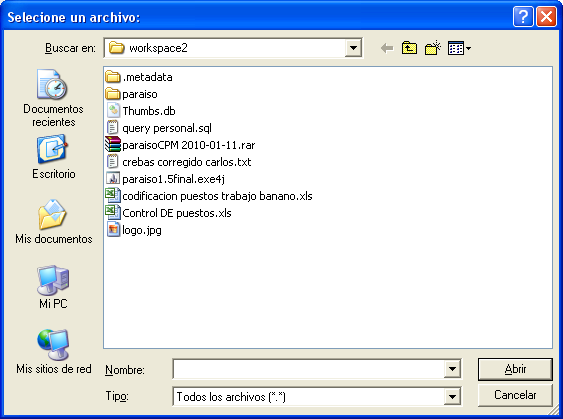 Selecione un archivo:
Buscar en:
workspace2
Documentos
recientes
Escritorio
Mis documentos
Mi PC
Mis sitios de red
.metadata
paraiso
Thumbs.db
query personal.sql
paraisoCPM 2010-01-11.rar
crebas corregido carlos.txt
paraiso1.5final.exe4j
codificacion puestos trabajo banano.xls
Control DE puestos.xls
logo.jpg
Nombre:
Abrir
Tipo:
Todos los archivos (*.*)
Cancelar